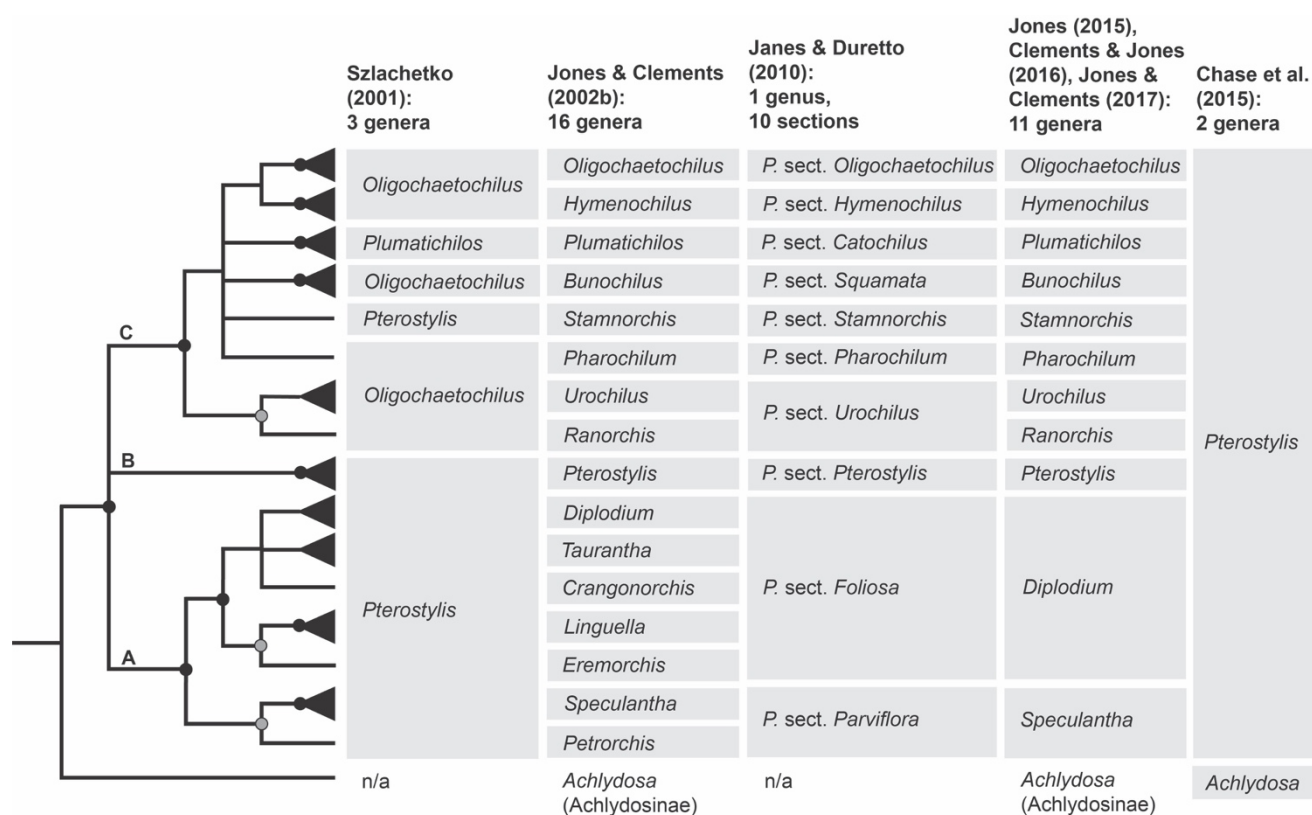 Szlachetko
(2001):
3 genera
Jones & Clements
(2002b):
16 genera
Janes & Duretto
(2010):
1 genus,
10 sections
Jones (2015),
Clements & Jones
(2016), Jones &
Clements (2017):
11 genera
Chase et al.
(2015):
2 genera
Oligochaetochilus
Plumatichilos
Oligochaetochilus
Pterostylis
Oligochaetochilus
Pterostylis
n/a
Oligochaetochilus
Hymenochilus
Plumatichilos
Bunochilus
Stamnorchis
Pharochilum
Urochilus
Ranorchis
Pterostylis
Diplodium
Taurantha
Crangonorchis
Linguella
Eremorchis
Speculantha
Petrorchis
Achlydosa
(Achlydosinae)
P. sect. Oligochaetochilus
P. sect. Hymenochilus
P. sect. Catochilus
P. sect. Squamata
P. sect. Stamnorchis
P. sect. Pharochilum
P. sect. Urochilus
P. sect. Pterostylis
P. sect. Foliosa
P. sect. Parviflora
n/a
Oligochaetochilus
Hymenochilus
Plumatichilos
Bunochilus
Stamnorchis
Pharochilum
Urochilus
Ranorchis
Pterostylis
Diplodium
Speculantha
Achlydosa
(Achlydosinae)
Pterostylis
Achlydosa
C
B
A